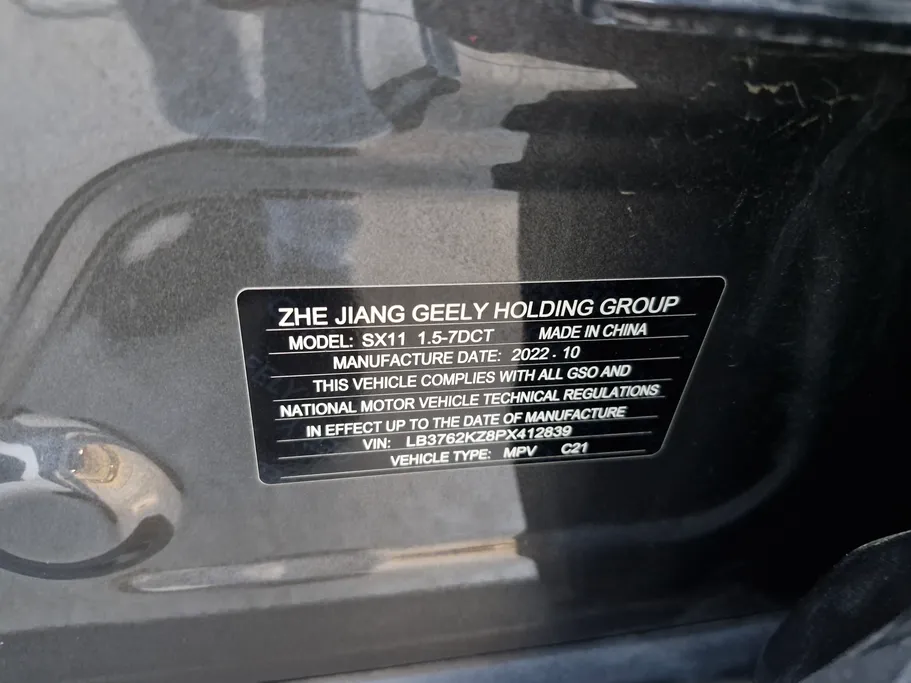 ZHE JIANG GEELY HOLDING GROUP
MODEL: SX11 1.5-7DCT MADE IN CHINA
MANUFACTURE DATE: 2022 - 10
THIS VEHICLE COMPLIES WITH ALL GSO AND
NATIONAL MOTOR VEHICLE TECHNICAL REGULATIONS
IN EFFECT UP TO THE DATE OF MANUFACTURE
VIN: LB3762KZ8PX412839
VEHICLE TYPE: MPV C21